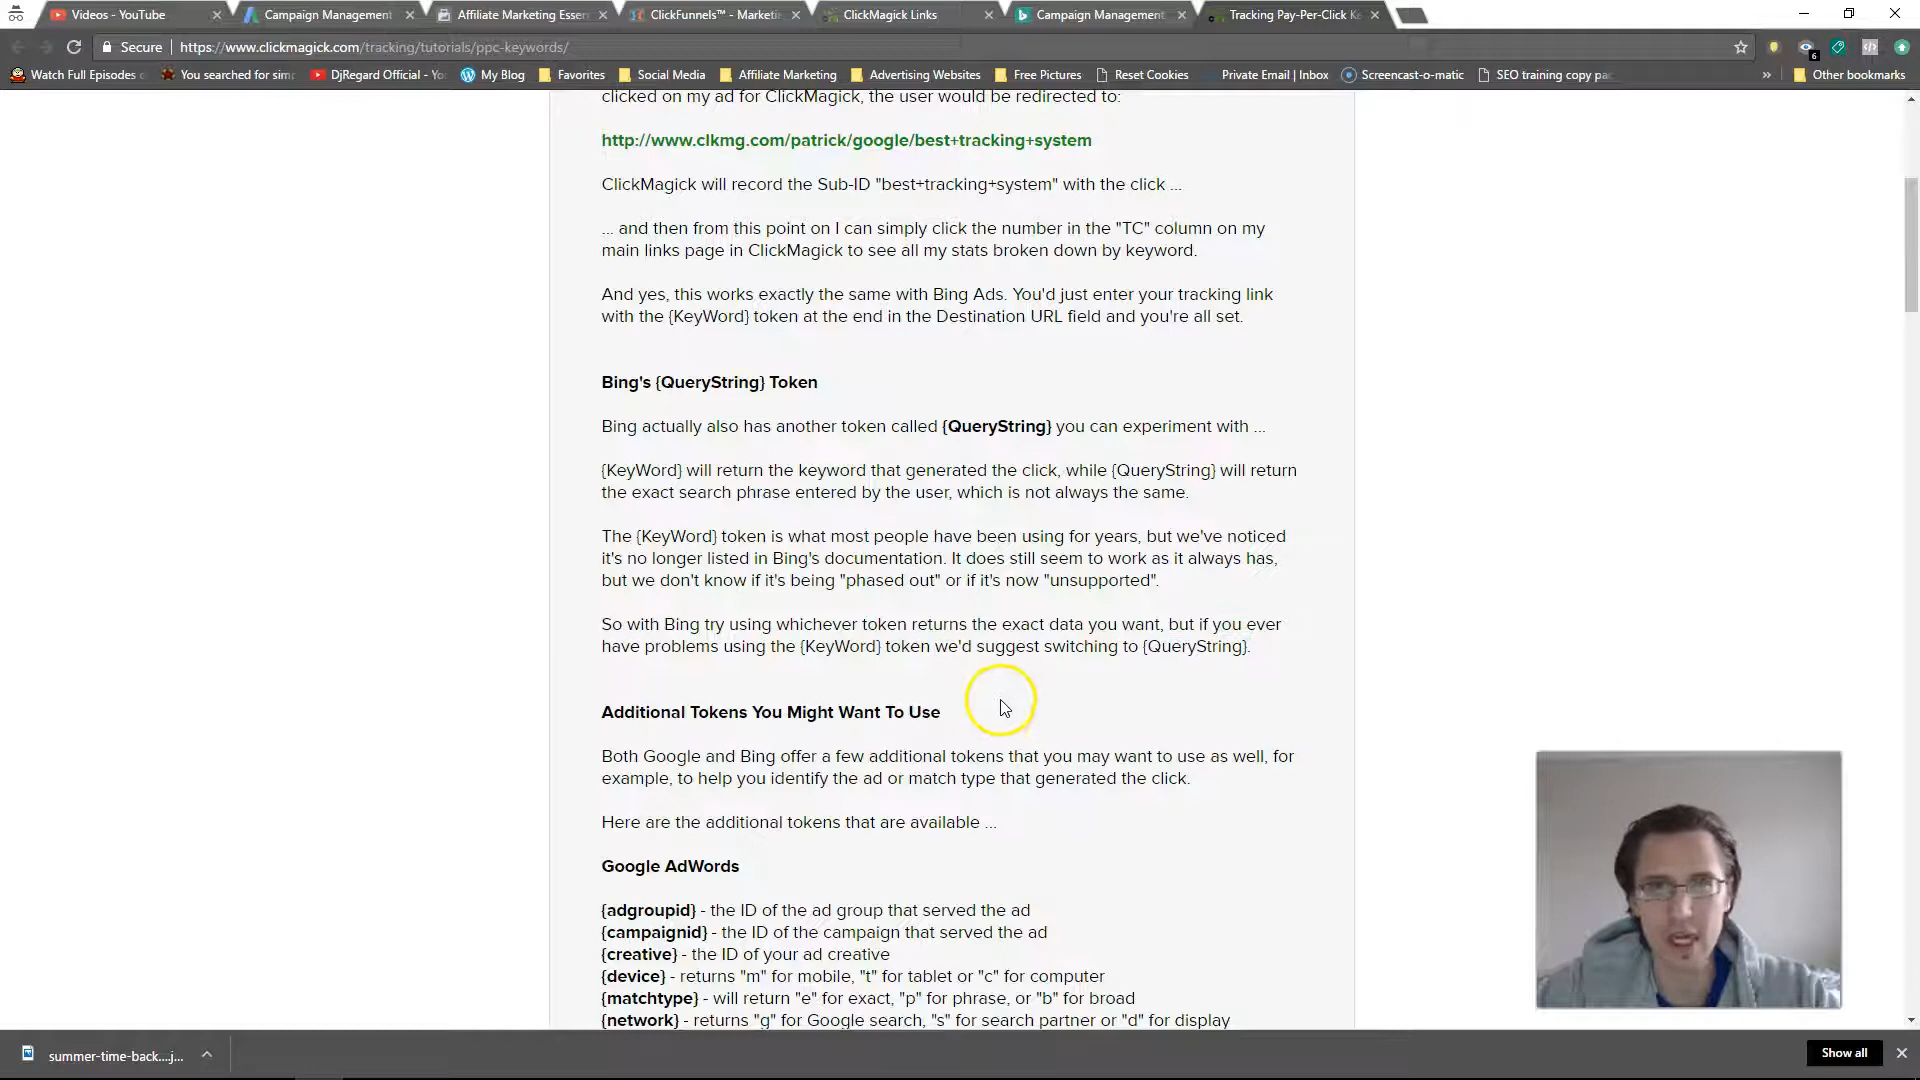 Videos - YouTube
Campaign Management
Affiliate Marketing Essen
ClickFunnels™ - Marketi
ClickMagick Links
Campaign Management
Tracking Pay-Per-Click K
Secure
https://www.clickmagick.com/tracking/tutorials/ppc-keywords/
6
Watch Full Episodes o
You searched for sim
DjRegard Official - Yo
My Blog
Favorites
Social Media
Affiliate Marketing
Advertising Websites
Free Pictures
Reset Cookies
Private Email | Inbox
Screencast-o-matic
SEO training copy pa
»
Other bookmarks
clicked on my ad for ClickMagick, the user would be redirected to:
http://www.clkmg.com/patrick/google/best+tracking+system
ClickMagick will record the Sub-ID "best+tracking+system" with the click ...
... and then from this point on I can simply click the number in the "TC" column on my
main links page in ClickMagick to see all my stats broken down by keyword.
And yes, this works exactly the same with Bing Ads. You'd just enter your tracking link
with the {KeyWord} token at the end in the Destination URL field and you're all set.
Bing's {QueryString} Token
Bing actually also has another token called {QueryString} you can experiment with ...
{KeyWord} will return the keyword that generated the click, while {QueryString} will return
the exact search phrase entered by the user, which is not always the same.
The {KeyWord} token is what most people have been using for years, but we've noticed
it's no longer listed in Bing's documentation. It does still seem to work as it always has,
but we don't know if it's being "phased out" or if it's now "unsupported".
So with Bing try using whichever token returns the exact data you want, but if you ever
have problems using the {KeyWord} token we'd suggest switching to {QueryString}.
Additional Tokens You Might Want To Use
Both Google and Bing offer a few additional tokens that you may want to use as well, for
example, to help you identify the ad or match type that generated the click.
Here are the additional tokens that are available ...
Google AdWords
{adgroupid} - the ID of the ad group that served the ad
{campaignid} - the ID of the campaign that served the ad
{creative} - the ID of your ad creative
{device} - returns "m" for mobile, "t" for tablet or "c" for computer
{matchtype} - will return "e" for exact, "p" for phrase, or "b" for broad
{network} - returns "g" for Google search, "s" for search partner or "d" for display
summer-time-back....j...
Show all